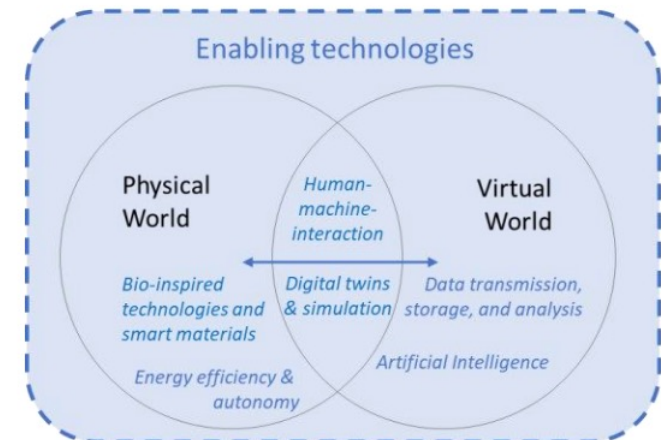 Enabling technologies
Physical
World
Human-
machine-
interaction
Virtual
World
Bio-inspired
technologies and
smart materials
Digital twins
& simulation
Data transmission,
storage, and analysis
Energy efficiency &
autonomy
Artificial Intelligence